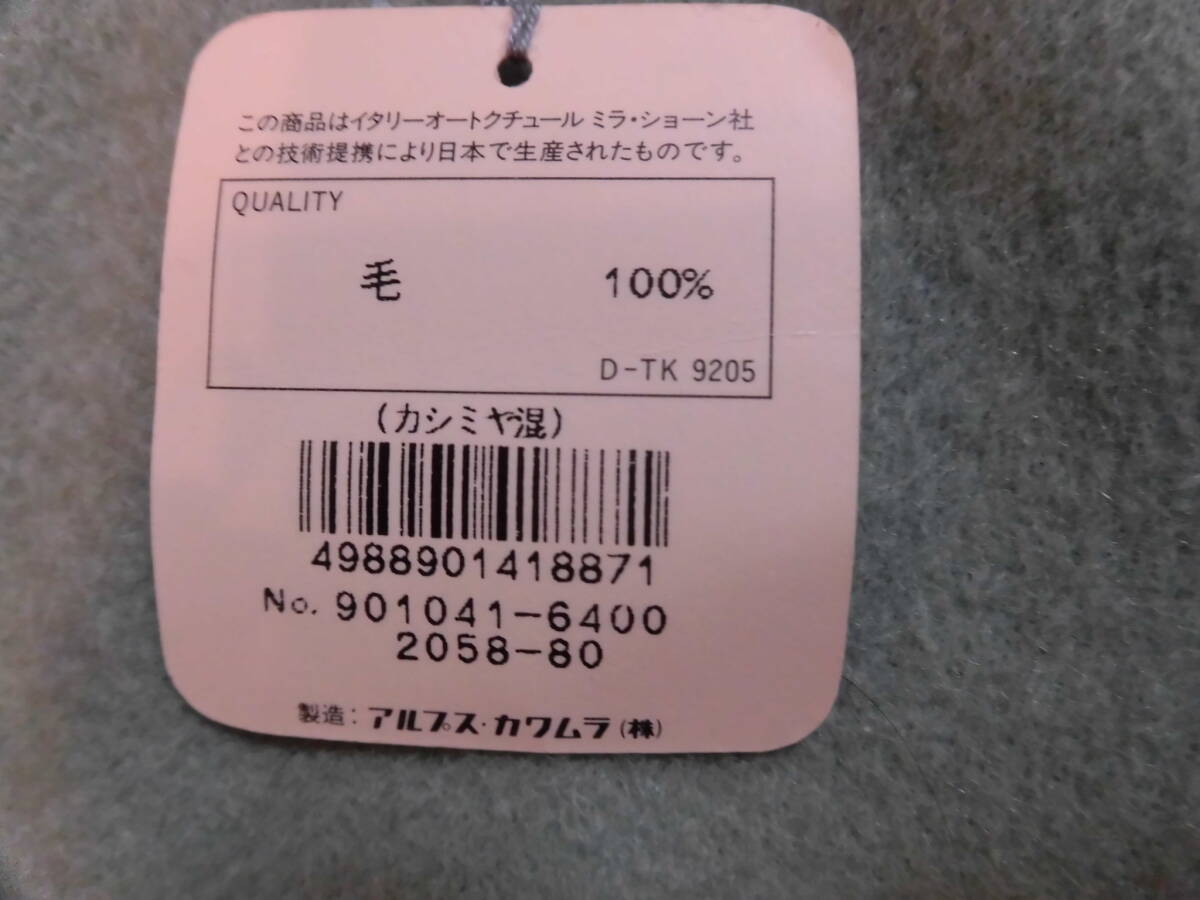 この商品はイタリーオートクチュール ミラ・ショーン社
との技術提携により日本で生産されたものです。
QUALITY
毛 100%
D-TK 9205
(カシミヤ混)
4988901418871
No. 901041-6400
2058-80
製造: アルプス・カワムラ(株)